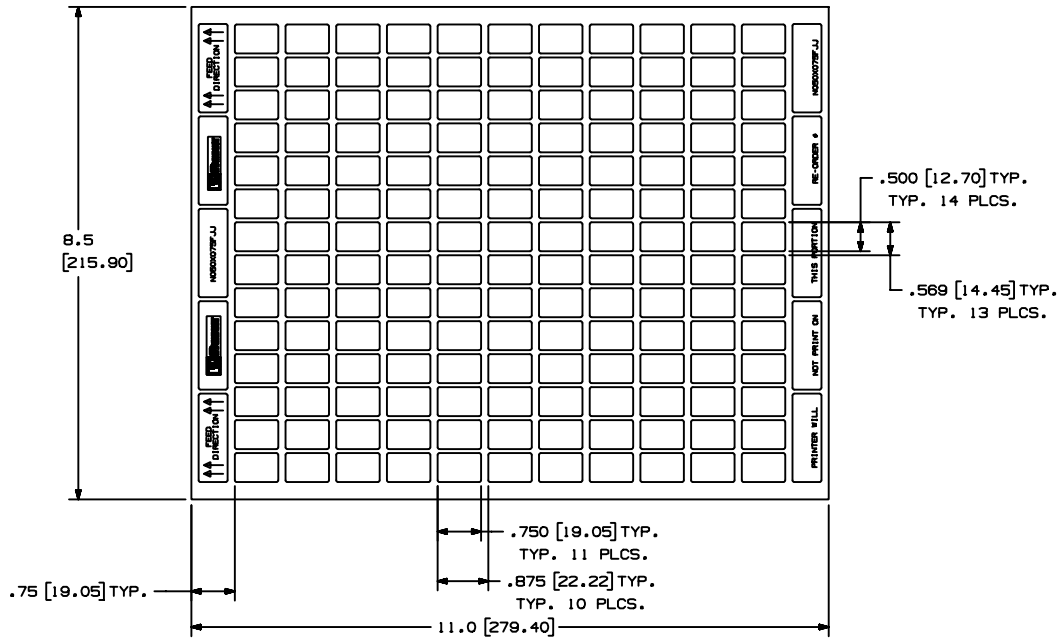 FEED
DIRECTION
N050X075FJJ
FEED
DIRECTION
N050X075FJJ
RE-ORDER #
THIS PORTION
NOT PRINT ON
PRINTER WILL
8.5
[215.90]
.500 [12.70] TYP.
TYP. 14 PLCS.
.569 [14.45] TYP.
TYP. 13 PLCS.
.750 [19.05] TYP.
TYP. 11 PLCS.
.875 [22.22] TYP.
TYP. 10 PLCS.
.75 [19.05] TYP.
11.0 [279.40]